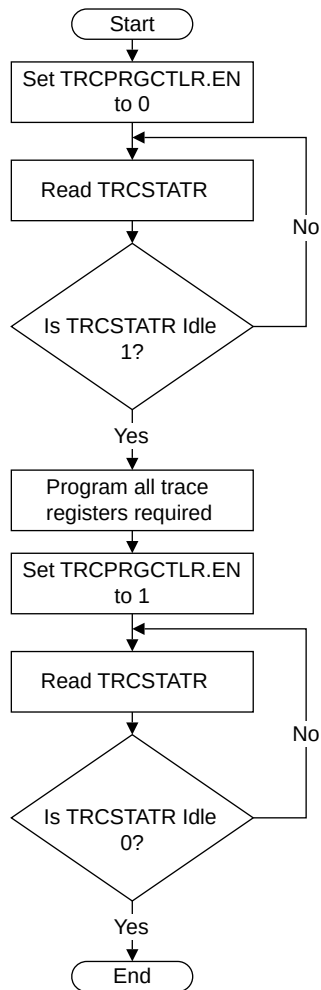 Start
Set TRCPRGCTLR.EN
to 0
Read TRCSTATR
No
Is TRCSTATR Idle
1?
Yes
Program all trace
registers required
Set TRCPRGCTLR.EN
to 1
Read TRCSTATR
No
Is TRCSTATR Idle
0?
Yes
End